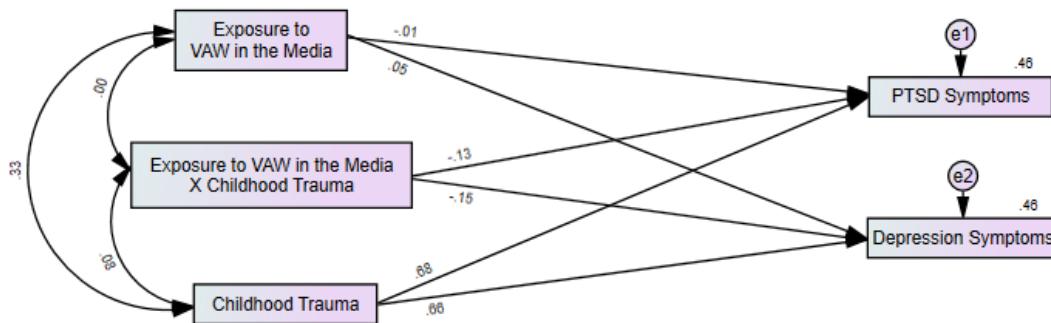 Exposure to
VAW in the Media
-.01
.05
e1
.46
PTSD Symptoms
.00
.33
Exposure to VAW in the Media
X Childhood Trauma
-.13
-.15
e2
.46
Depression Symptoms
.08
Childhood Trauma
.68
.66